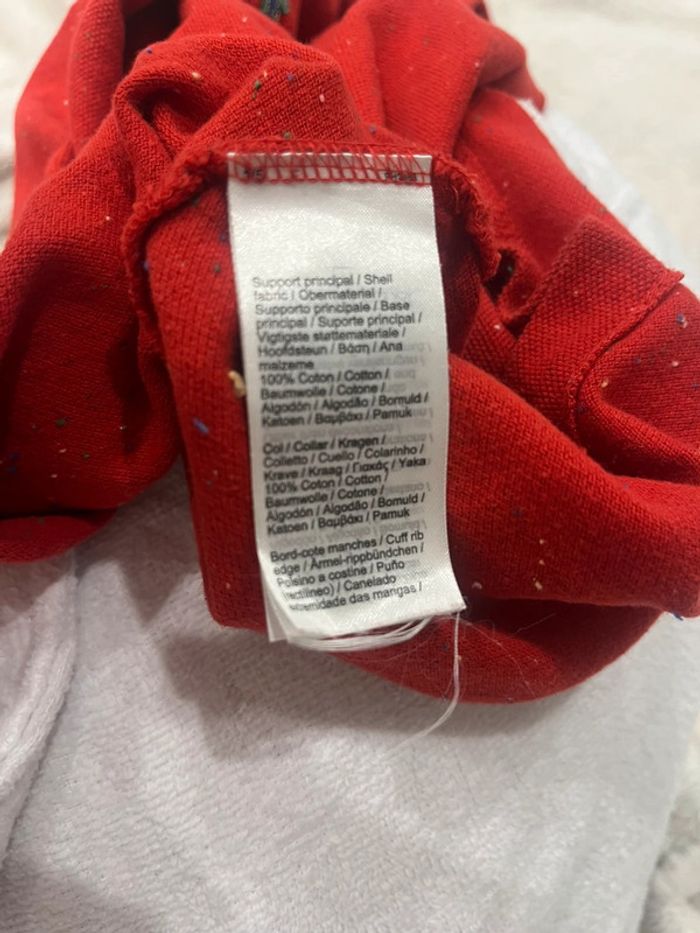 Support principal / Shell
fabric / Obermaterial /
Supporto principale / Base
principal / Suporte principal /
Vigtigste støttemateriale /
Hoofdsteun / Βάση / Ana
malzeme
100% Coton / Cotton /
Baumwolle / Cotone /
Algodón / Algodão / Bomuld /
Katoen / Βαμβάκι / Pamuk
Col / Collar / Kragen /
Colletto / Cuello / Colarinho /
Krave / Kraag / Γιακάς / Yaka
100% Coton / Cotton /
Baumwolle / Cotone /
Algodón / Algodão / Bomuld /
Katoen / Βαμβάκι / Pamuk
Bord-cote manches / Cuff rib
edge / Ärmel-rippbündchen /
Polsino a costine / Puño
(rectilíneo) / Canelado
extremidade das mangas /